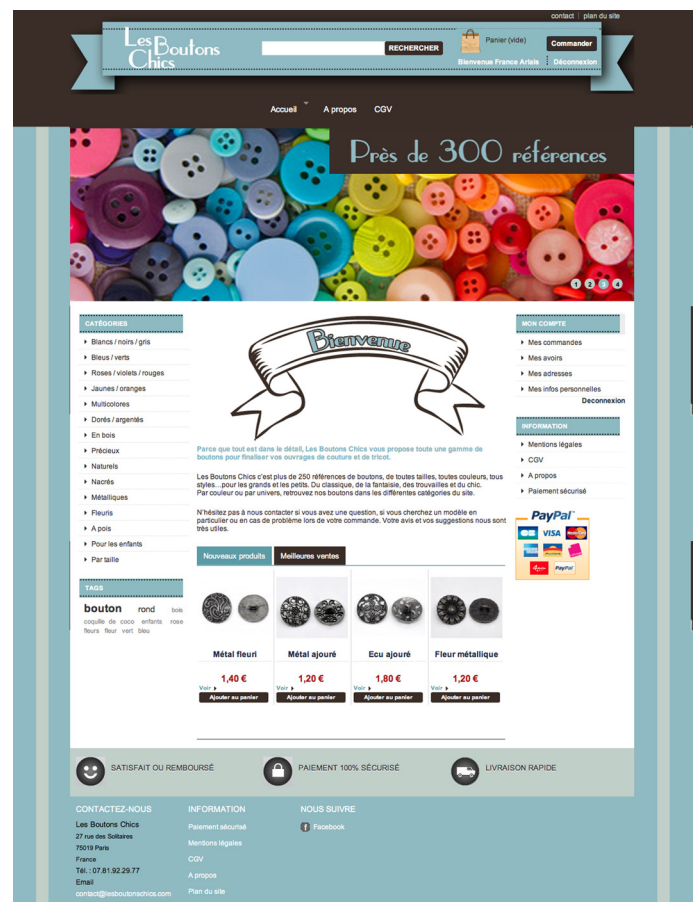 contact | plan du site
Les Boutons
Chics
RECHERCHER
Panier (vide)
Commander
Bienvenue France Arlais
Déconnexion
Accueil
A propos
CGV
Près de 300 références
1 2 3 4
CATÉGORIES
Blancs / noirs / gris
Bleus / verts
Roses / violets / rouges
Jaunes / oranges
Multicolores
Dorés / argentés
En bois
Précieux
Naturels
Nacrés
Métalliques
Fleuris
A pois
Pour les enfants
Par taille
TAGS
bouton rond bois
coquille de coco enfants rose
fleurs fleur vert bleu
Bienvenue
Parce que tout est dans le détail, Les Boutons Chics vous propose toute une gamme de
boutons pour finaliser vos ouvrages de couture et de tricot.
Les Boutons Chics c'est plus de 250 références de boutons, de toutes tailles, toutes couleurs, tous
styles....pour les grands et les petits. Du classique, de la fantaisie, des trouvailles et du chic.
Par couleur ou par univers, retrouvez nos boutons dans les différentes catégories du site.
N'hésitez pas à nous contacter si vous avez une question, si vous cherchez un modèle en
particulier ou en cas de problème lors de votre commande. Votre avis et vos suggestions nous sont
très utiles.
Nouveaux produits
Meilleures ventes
Métal fleuri
1,40 €
Voir
Ajouter au panier
Métal ajouré
1,20 €
Voir
Ajouter au panier
Ecu ajouré
1,80 €
Voir
Ajouter au panier
Fleur métallique
1,20 €
Voir
Ajouter au panier
MON COMPTE
Mes commandes
Mes avoirs
Mes adresses
Mes infos personnelles
Deconnexion
INFORMATION
Mentions légales
CGV
A propos
Paiement sécurisé
PayPal
CB VISA MasterCard
PayPal
SATISFAIT OU REMBOURSÉ
PAIEMENT 100% SÉCURISÉ
LIVRAISON RAPIDE
CONTACTEZ-NOUS
Les Boutons Chics
27 rue des Solitaires
75019 Paris
France
Tél. : 07.81.92.29.77
Email
contact@lesboutonschics.com
INFORMATION
Paiement sécurisé
Mentions légales
CGV
A propos
Plan du site
NOUS SUIVRE
Facebook